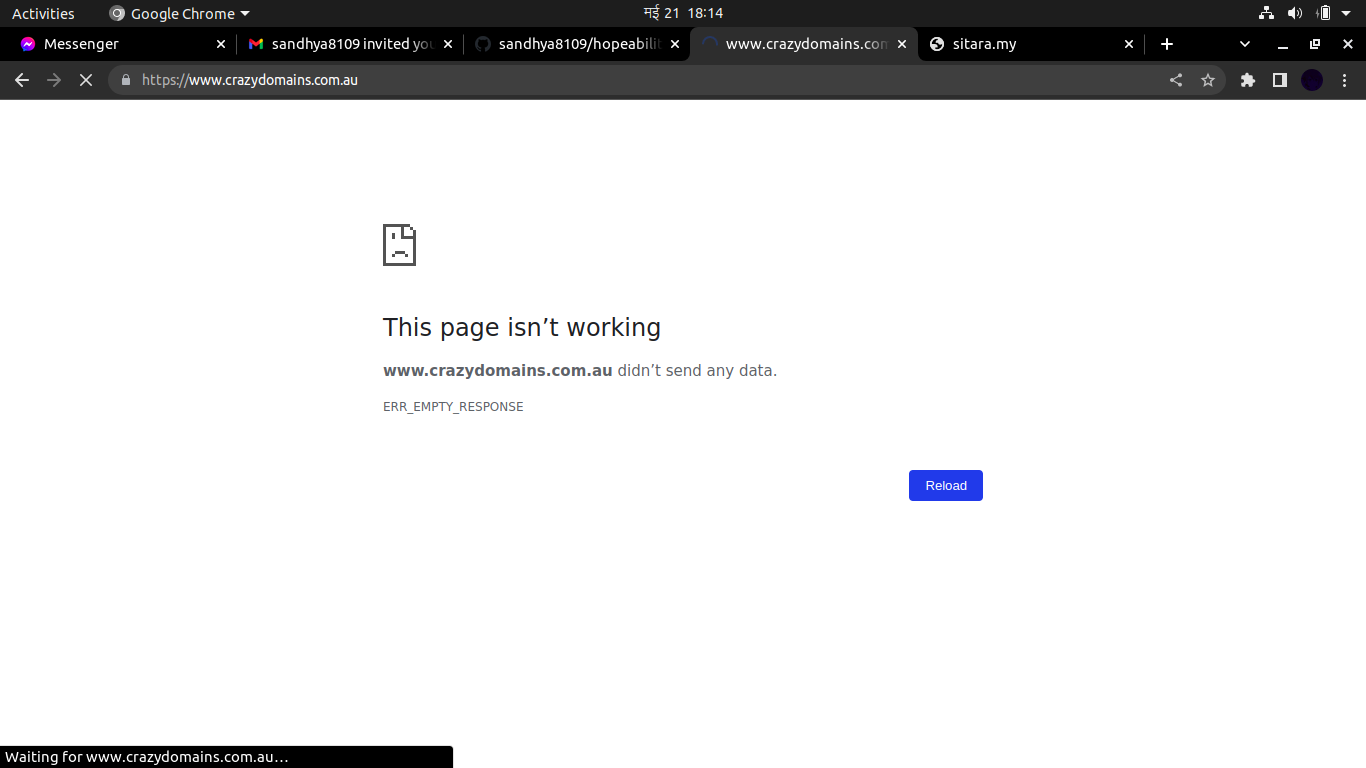 Activities
Google Chrome
मई 21 18:14
Messenger
sandhya8109 invited you
sandhya8109/hopeabilit
www.crazydomains.com
sitara.my
https://www.crazydomains.com.au
This page isn’t working
www.crazydomains.com.au didn’t send any data.
ERR_EMPTY_RESPONSE
Reload
Waiting for www.crazydomains.com.au…